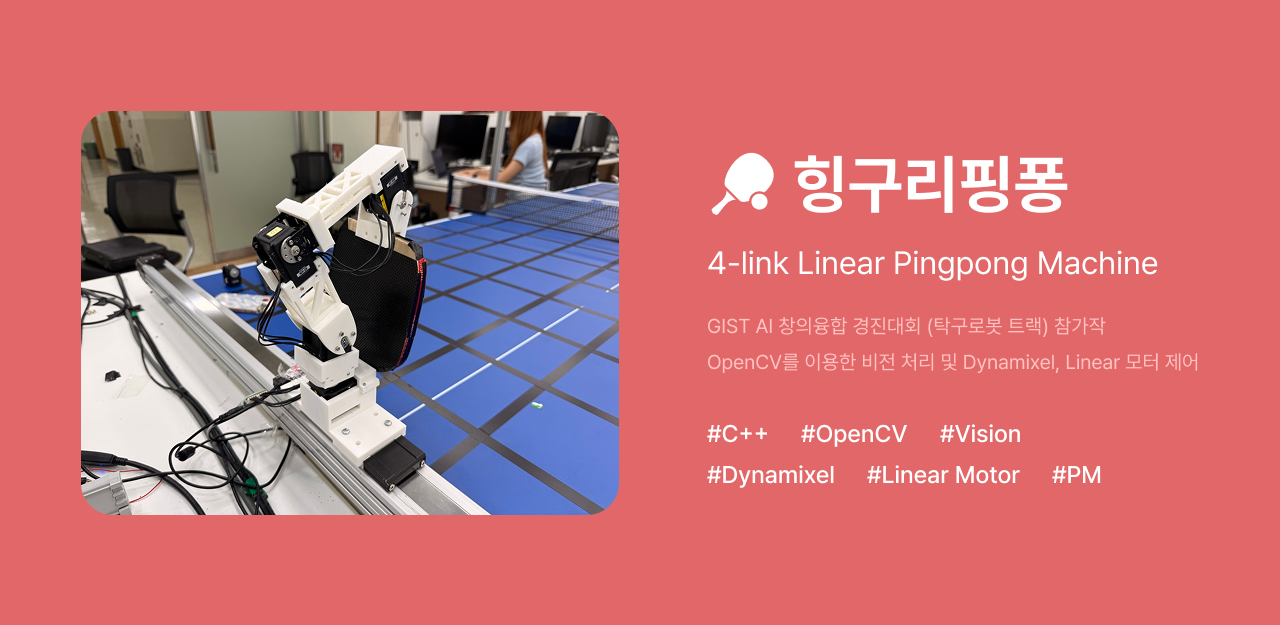 힝구리핑퐁
4-link Linear Pingpong Machine
GIST AI 창의융합 경진대회 (탁구로봇 트랙) 참가작
OpenCV를 이용한 비전 처리 및 Dynamixel, Linear 모터 제어
#C++ #OpenCV #Vision
#Dynamixel #Linear Motor #PM